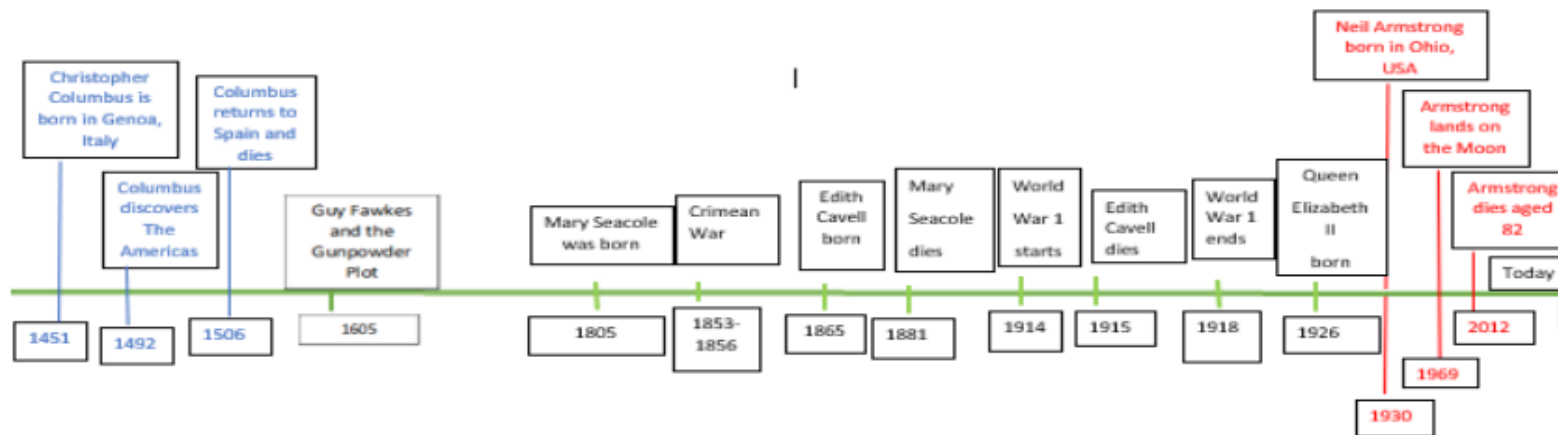 Christopher
Columbus is
born in Genoa,
Italy
1451
Columbus
discovers
The
Americas
1492
Columbus
returns to
Spain and
dies
1506
Guy Fawkes
and the
Gunpowder
Plot
1605
Mary Seacole
was born
1805
Crimean
War
1853-
1856
Edith
Cavell
born
1865
Mary
Seacole
dies
1881
World
War 1
starts
1914
Edith
Cavell
dies
1915
World
War 1
ends
1918
Queen
Elizabeth
II
born
1926
Neil Armstrong
born in Ohio,
USA
1930
Armstrong
lands on
the Moon
1969
Armstrong
dies aged
82
2012
Today